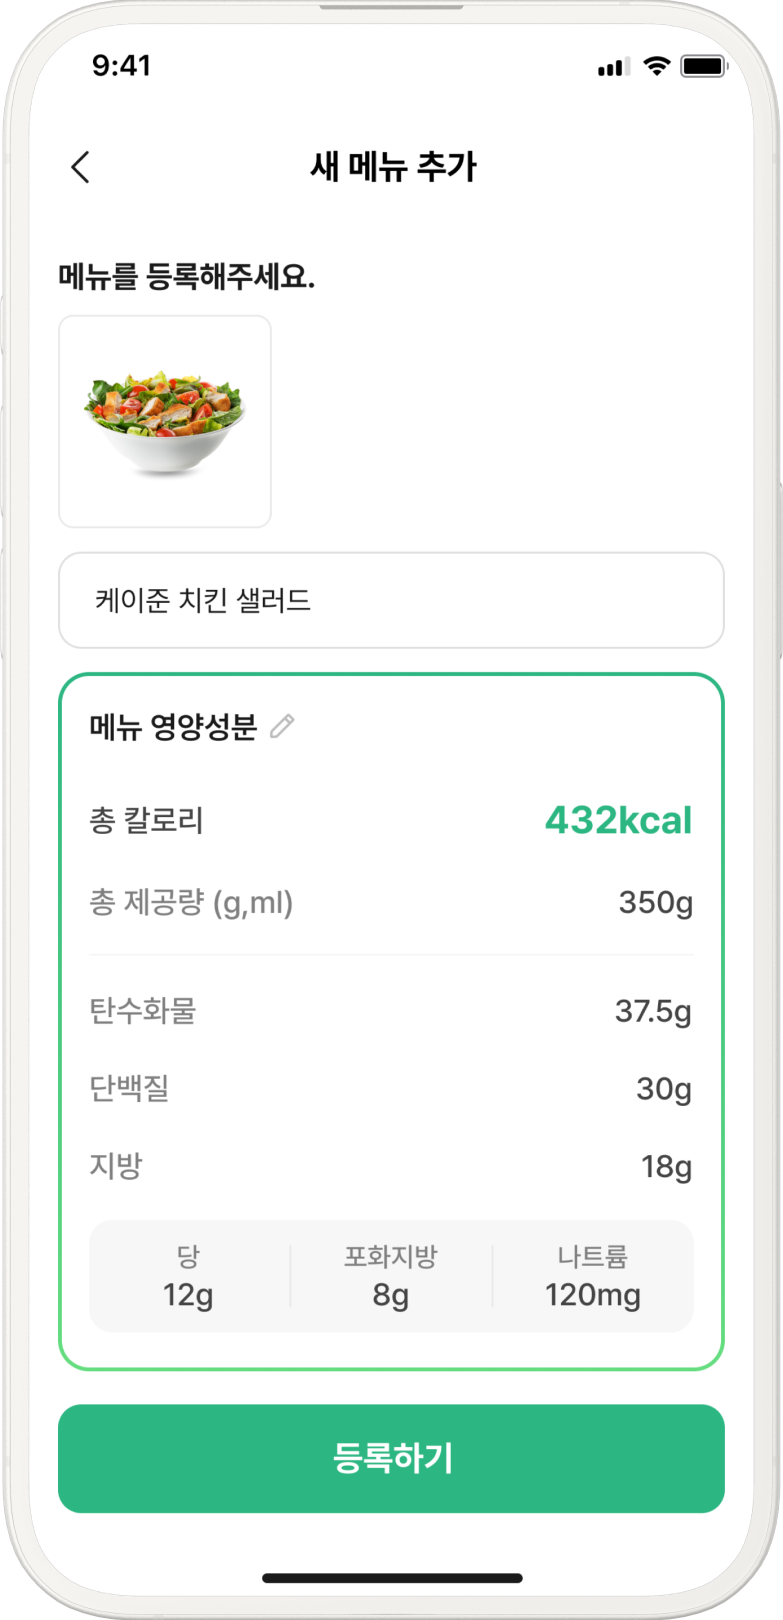 9:41
새 메뉴 추가
메뉴를 등록해주세요.
케이준 치킨 샐러드
메뉴 영양성분
총 칼로리 432kcal
총 제공량 (g,ml) 350g
탄수화물 37.5g
단백질 30g
지방 18g
당 포화지방 나트륨
12g 8g 120mg
등록하기